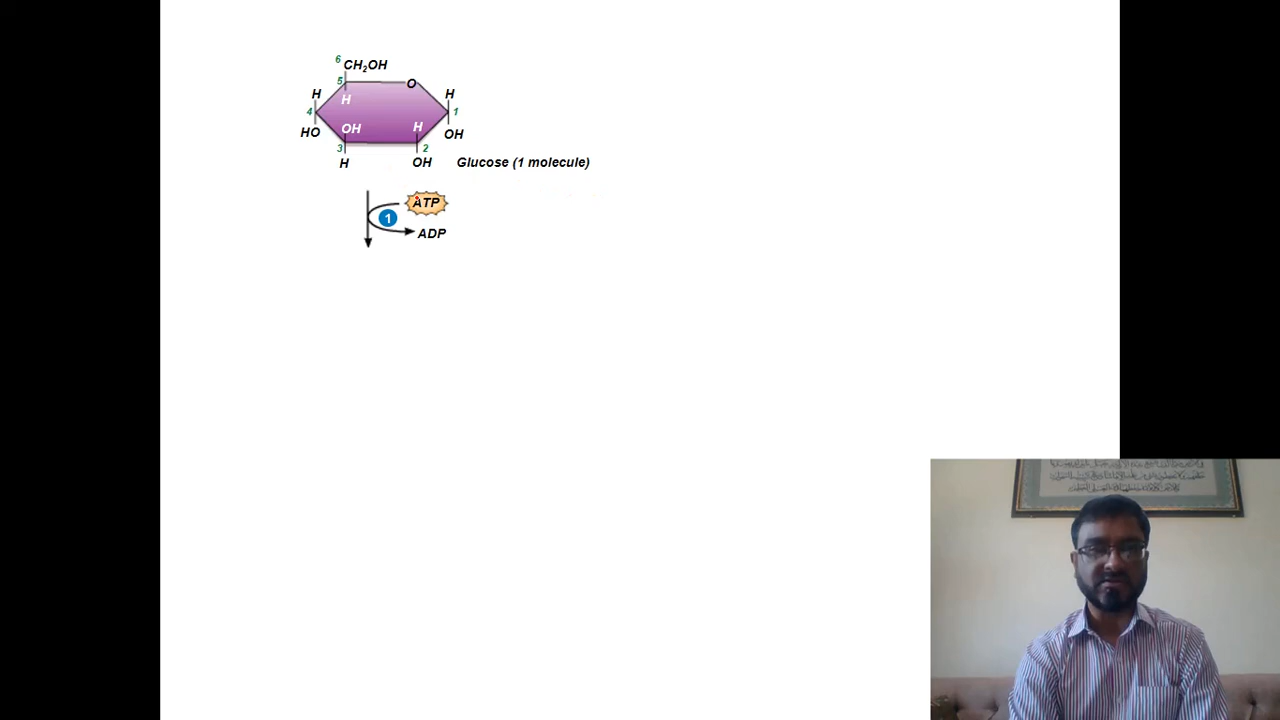 6 CH2OH
5 O
H H H
4 1
HO OH H OH
3 2
H OH Glucose (1 molecule)
ATP
1
ADP